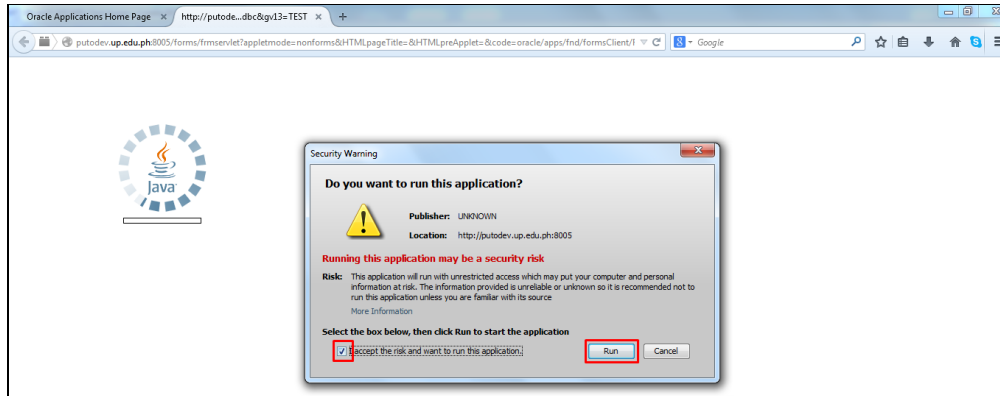 Oracle Applications Home Page
http://putode...dbc&gv13=TEST
putodev.up.edu.ph:8005/forms/frmservlet?appletmode=nonforms&HTMLpageTitle=&HTMLpreApplet=&code=oracle/apps/fnd/formsClient/
Google
Java
Security Warning
Do you want to run this application?
Publisher: UNKNOWN
Location: http://putodev.up.edu.ph:8005
Running this application may be a security risk
Risk: This application will run with unrestricted access which may put your computer and personal
information at risk. The information provided is unreliable or unknown so it is recommended not to
run this application unless you are familiar with its source
More Information
Select the box below, then click Run to start the application
I accept the risk and want to run this application.
Run Cancel